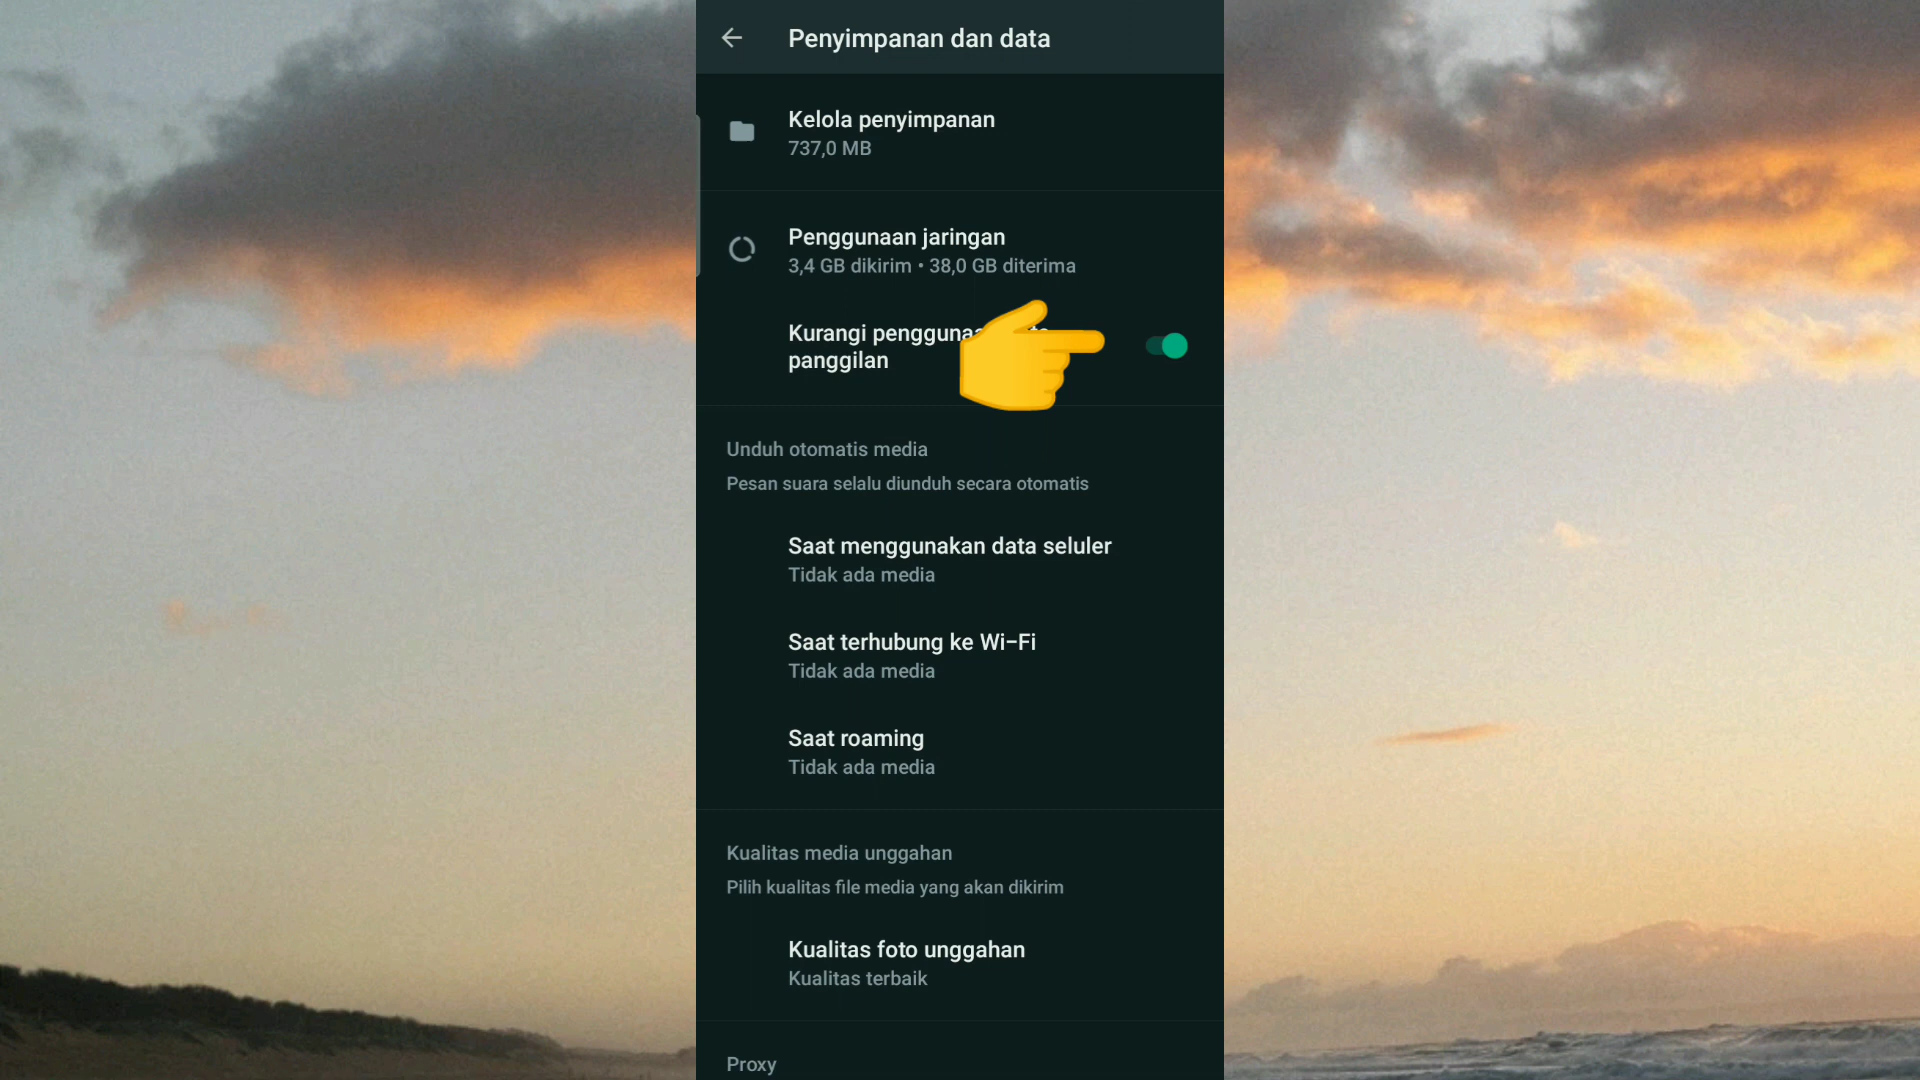 Penyimpanan dan data
Kelola penyimpanan
737,0 MB
Penggunaan jaringan
3,4 GB dikirim • 38,0 GB diterima
Kurangi
panggilan
Unduh otomatis media
Pesan suara selalu diunduh secara otomatis
Saat menggunakan data seluler
Tidak ada media
Saat terhubung ke Wi-Fi
Tidak ada media
Saat roaming
Tidak ada media
Kualitas media unggahan
Pilih kualitas file media yang akan dikirim
Kualitas foto unggahan
Kualitas terbaik
Proxy